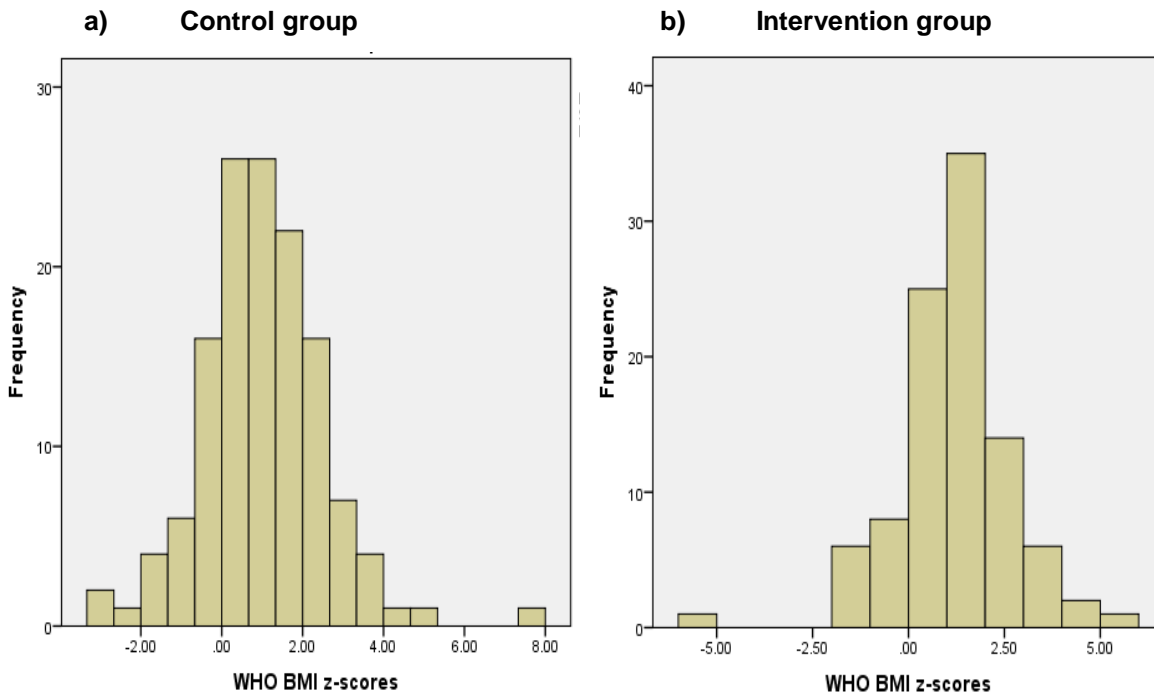 a) Control group
30
20
10
0
Frequency
-2.00 .00 2.00 4.00 6.00 8.00
WHO BMI z-scores
b) Intervention group
40
30
20
10
0
Frequency
-5.00 -2.50 .00 2.50 5.00
WHO BMI z-scores